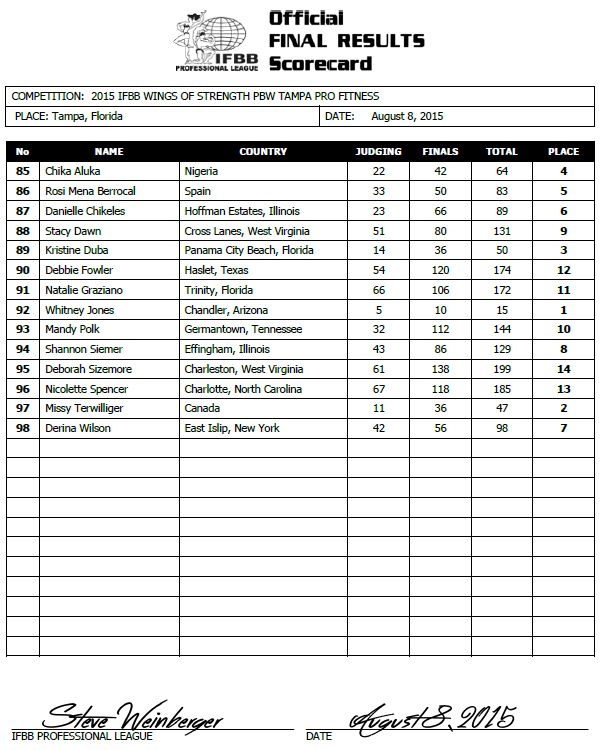 Official
FINAL RESULTS
Scorecard
IFBB
PROFESSIONAL LEAGUE
COMPETITION: 2015 IFBB WINGS OF STRENGTH PBW TAMPA PRO FITNESS
PLACE: Tampa, Florida DATE: August 8, 2015
No NAME COUNTRY JUDGING FINALS TOTAL PLACE
85 Chika Aluka Nigeria 22 42 64 4
86 Rosi Mena Berrocal Spain 33 50 83 5
87 Danielle Chikeles Hoffman Estates, Illinois 23 66 89 6
88 Stacy Dawn Cross Lanes, West Virginia 51 80 131 9
89 Kristine Duba Panama City Beach, Florida 14 36 50 3
90 Debbie Fowler Haslet, Texas 54 120 174 12
91 Natalie Graziano Trinity, Florida 66 106 172 11
92 Whitney Jones Chandler, Arizona 5 10 15 1
93 Mandy Polk Germantown, Tennessee 32 112 144 10
94 Shannon Siemer Effingham, Illinois 43 86 129 8
95 Deborah Sizemore Charleston, West Virginia 61 138 199 14
96 Nicolette Spencer Charlotte, North Carolina 67 118 185 13
97 Missy Terwilliger Canada 11 36 47 2
98 Derina Wilson East Islip, New York 42 56 98 7
Steve Weinberger August 8, 2015
IFBB PROFESSIONAL LEAGUE DATE